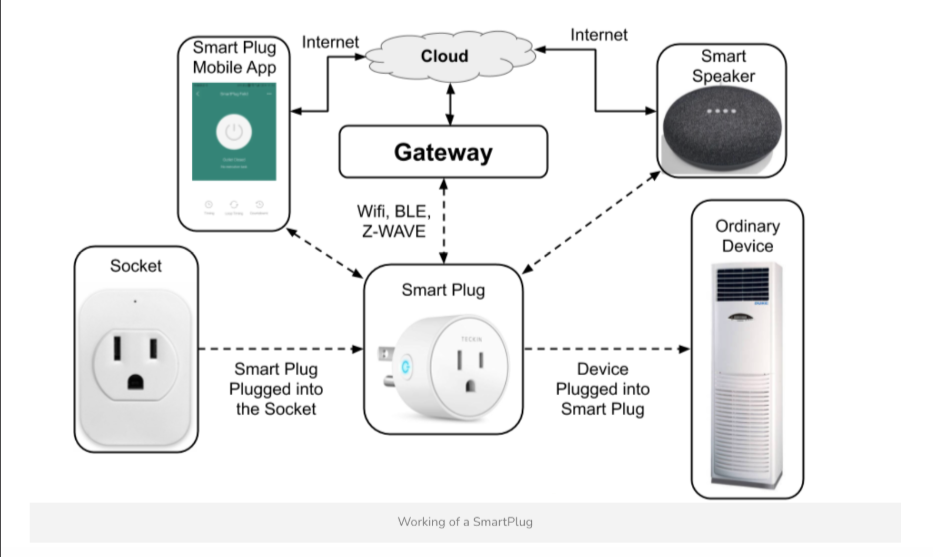 Smart Plug
Mobile App
Internet
Cloud
Internet
Smart
Speaker
Gateway
Wifi, BLE,
Z-WAVE
Ordinary
Device
Socket
Smart Plug
TECKIN
Smart Plug
Plugged into
the Socket
Device
Plugged into
Smart Plug
Working of a SmartPlug